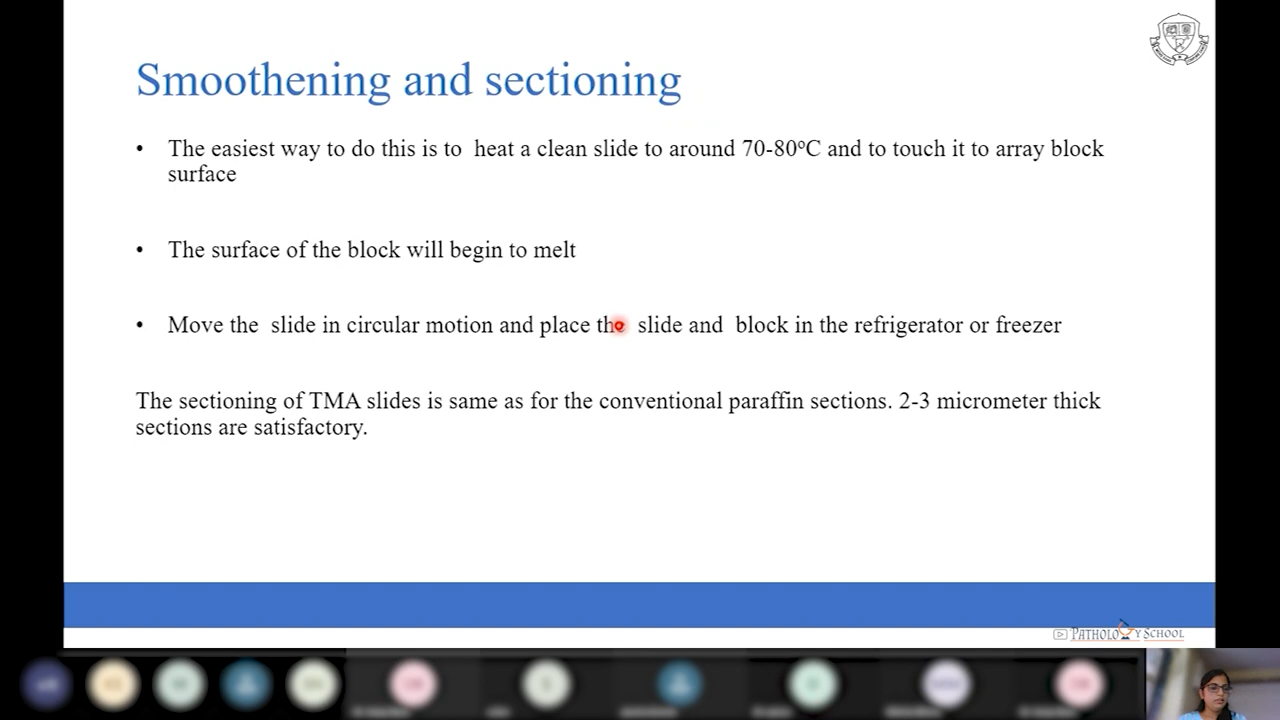 Smoothening and sectioning
• The easiest way to do this is to heat a clean slide to around 70-80°C and to touch it to array block
surface
• The surface of the block will begin to melt
• Move the slide in circular motion and place the slide and block in the refrigerator or freezer
The sectioning of TMA slides is same as for the conventional paraffin sections. 2-3 micrometer thick
sections are satisfactory.
PATHOLOGY SCHOOL